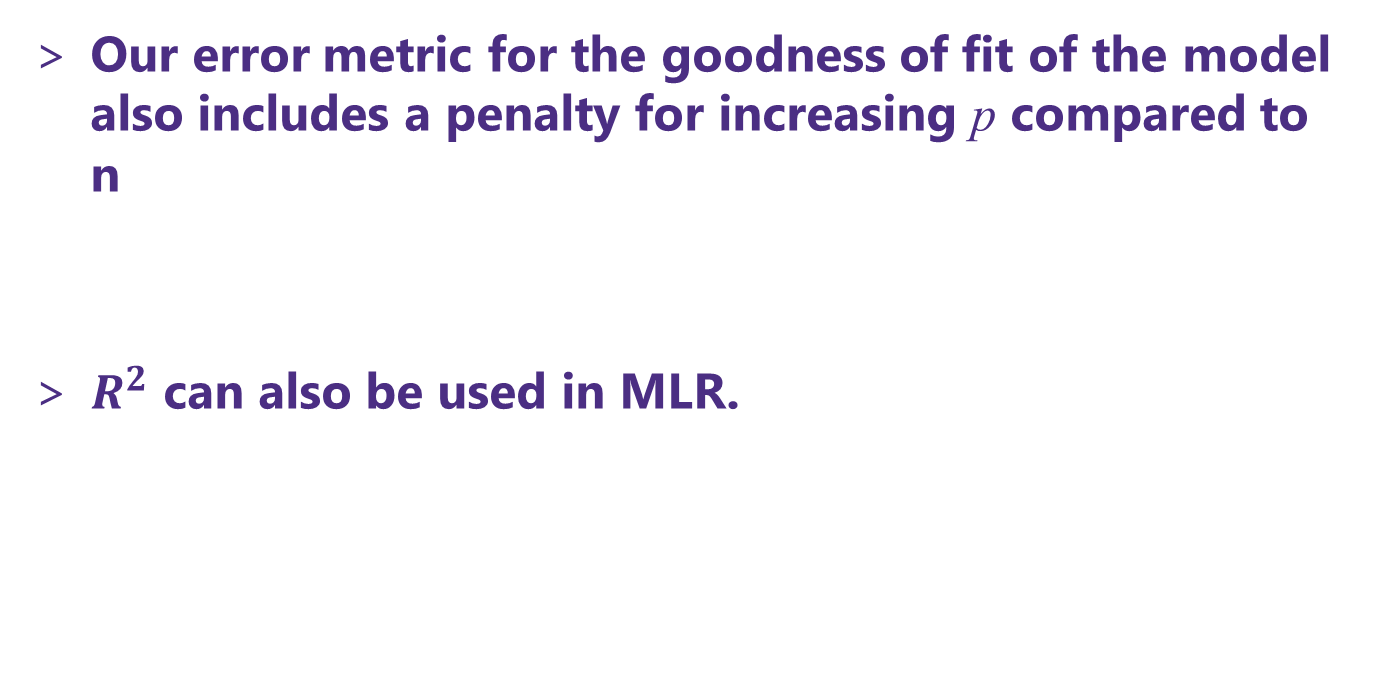 > Our error metric for the goodness of fit of the model
also includes a penalty for increasing p compared to
n
> R² can also be used in MLR.